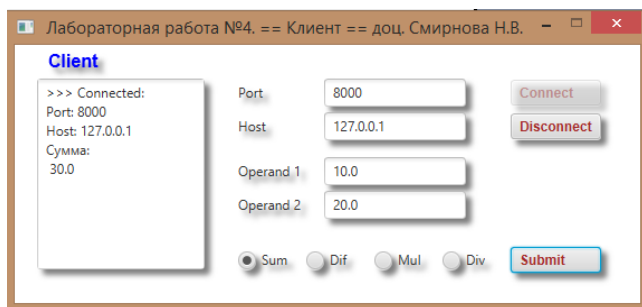 Лабораторная работа №4. == Клиент == доц. Смирнова Н.В.
Client
>>> Connected:
Port: 8000
Host: 127.0.0.1
Сумма:
30.0
Port 8000 Connect
Host 127.0.0.1 Disconnect
Operand 1 10.0
Operand 2 20.0
Sum Dif Mul Div Submit